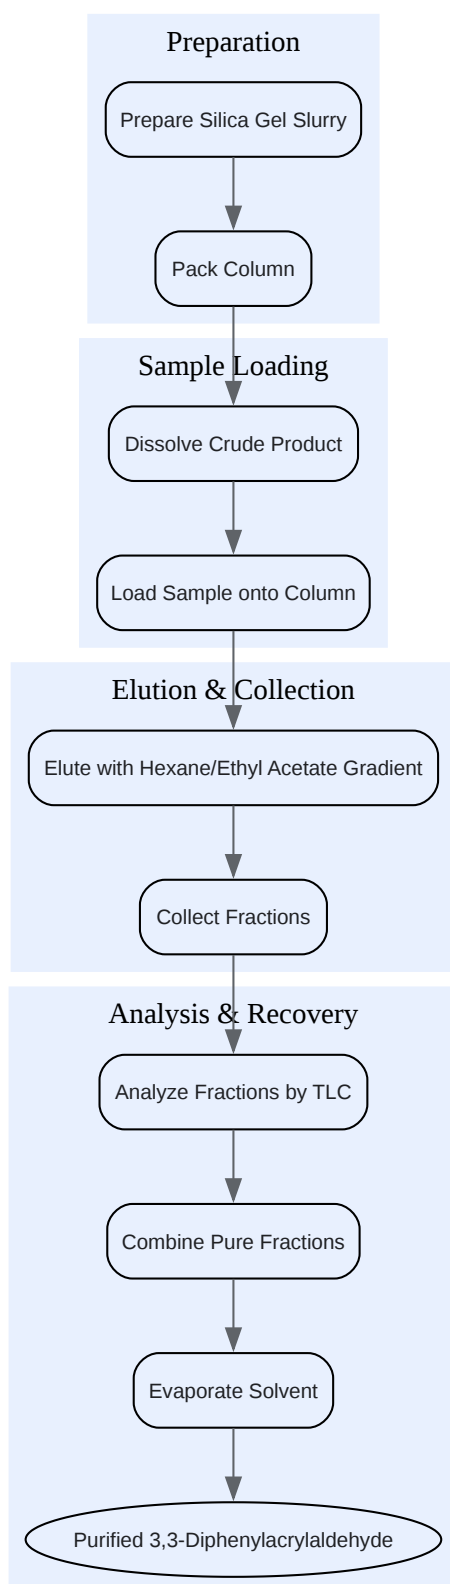 Preparation
Prepare Silica Gel Slurry
Pack Column
Sample Loading
Dissolve Crude Product
Load Sample onto Column
Elution & Collection
Elute with Hexane/Ethyl Acetate Gradient
Collect Fractions
Analysis & Recovery
Analyze Fractions by TLC
Combine Pure Fractions
Evaporate Solvent
Purified 3,3-Diphenylacrylaldehyde